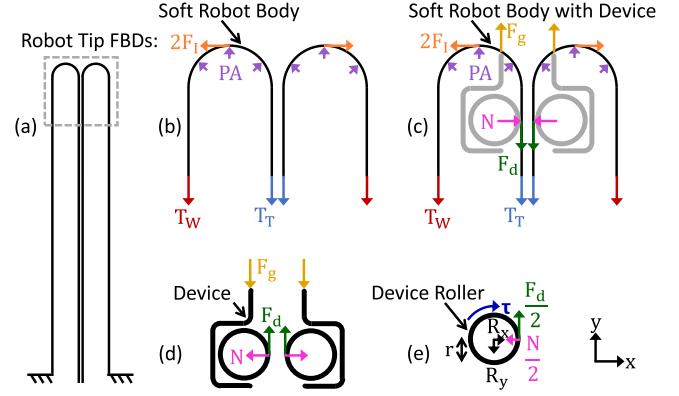 Robot Tip FBDs:
(a)
Soft Robot Body
2F_I
PA
(b)
T_W
T_T
Soft Robot Body with Device
2F_I
F_g
PA
(c)
N
F_d
T_W
T_T
Device
F_g
F_d
N
(d)
Device Roller
τ
F_d/2
R_x
r
N/2
(e)
R_y
y
x